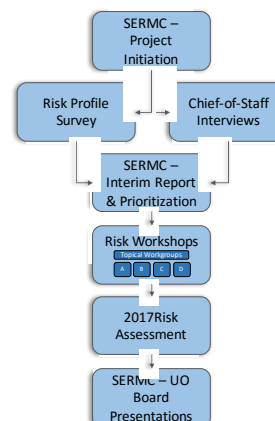 SERMC –
Project
Initiation
Risk Profile
Survey
Chief-of-Staff
Interviews
SERMC –
Interim Report
& Prioritization
Risk Workshops
Topical Workgroups
A B C D
2017Risk
Assessment
SERMC – UO
Board
Presentations